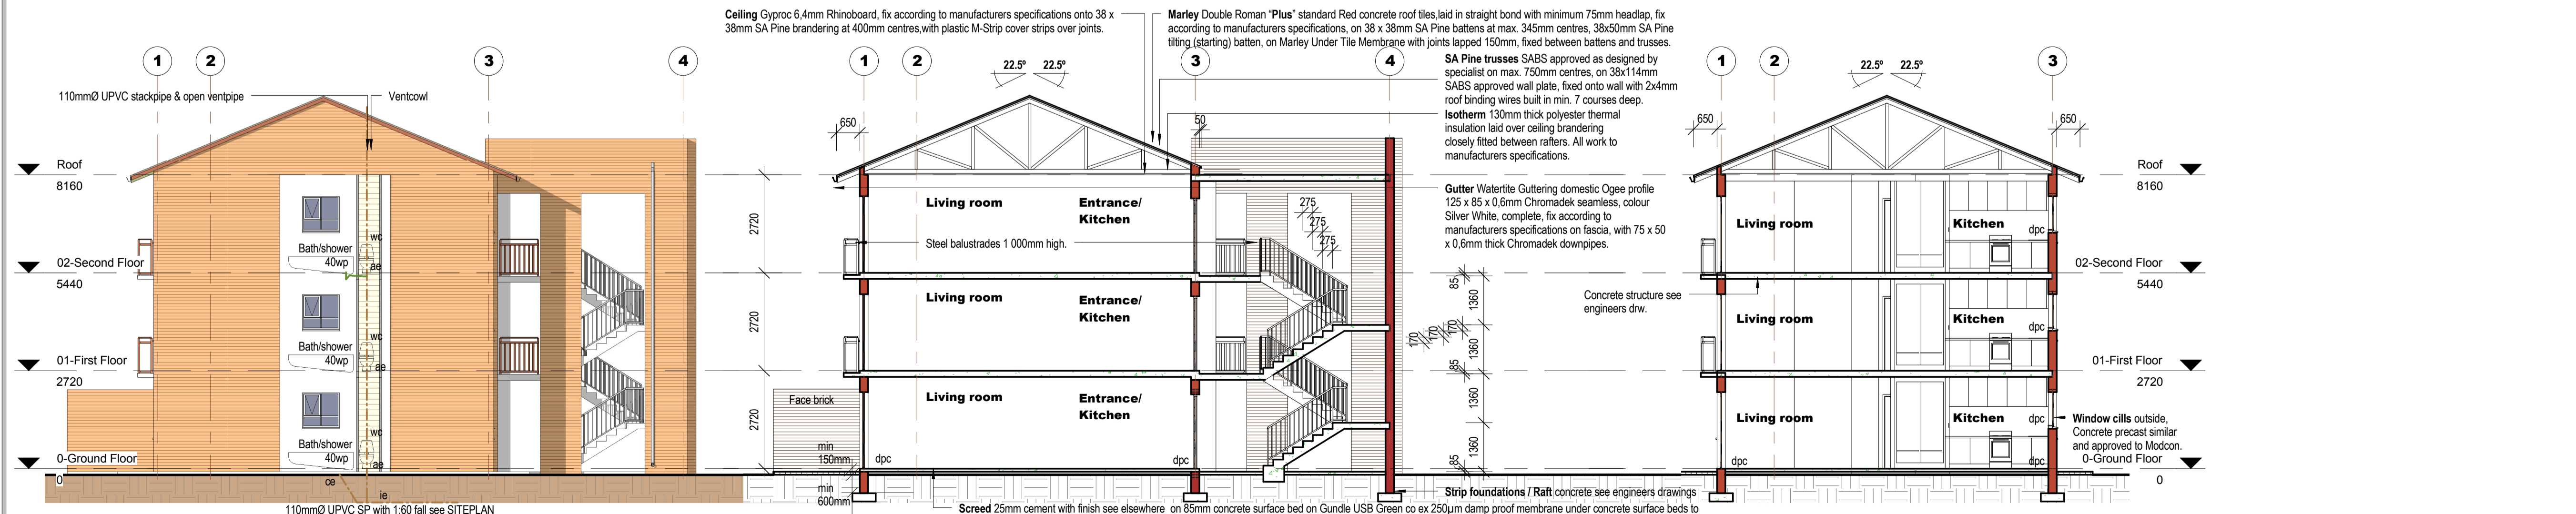 Ceiling Gyproc 6,4mm Rhinoboard, fix according to manufacturers specifications onto 38 x
38mm SA Pine brandering at 400mm centres,with plastic M-Strip cover strips over joints.
Marley Double Roman “Plus” standard Red concrete roof tiles,laid in straight bond with minimum 75mm headlap, fix
according to manufacturers specifications, on 38 x 38mm SA Pine battens at max. 345mm centres, 38x50mm SA Pine
tilting (starting) batten, on Marley Under Tile Membrane with joints lapped 150mm, fixed between battens and trusses.
SA Pine trusses SABS approved as designed by
specialist on max. 750mm centres, on 38x114mm
SABS approved wall plate, fixed onto wall with 2x4mm
roof binding wires built in min. 7 courses deep.
Isotherm 130mm thick polyester thermal
insulation laid over ceiling brandering
closely fitted between rafters. All work to
manufacturers specifications.
Gutter Watertite Guttering domestic Ogee profile
125 x 85 x 0,6mm Chromadek seamless, colour
Silver White, complete, fix according to
manufacturers specifications on fascia, with 75 x 50
x 0,6mm thick Chromadek downpipes.
1
2
3
4
110mmØ UPVC stackpipe & open ventpipe
Ventcowl
Roof
8160
02-Second Floor
5440
01-First Floor
2720
0-Ground Floor
0
Bath/shower
40wp
wc
ae
Bath/shower
40wp
wc
ae
Bath/shower
40wp
wc
ae
ce
ie
110mmØ UPVC SP with 1:60 fall see SITEPLAN
1
2
3
4
22.5º
22.5º
650
50
2720
2720
2720
Living room
Entrance/
Kitchen
Steel balustrades 1 000mm high.
275
275
275
Living room
Entrance/
Kitchen
Living room
Entrance/
Kitchen
Face brick
min
150mm
min
600mm
dpc
dpc
85
1360
170
170
170
1360
85
1360
1360
85
Strip foundations / Raft concrete see engineers drawings
Screed 25mm cement with finish see elsewhere on 85mm concrete surface bed on Gundle USB Green co ex 250µm damp proof membrane under concrete surface beds to
1
2
3
22.5º
22.5º
650
650
Living room
Kitchen
dpc
Concrete structure see
engineers drw.
Living room
Kitchen
dpc
Living room
Kitchen
dpc
dpc
dpc
Roof
8160
02-Second Floor
5440
01-First Floor
2720
Window cills outside,
Concrete precast similar
and approved to Modcon.
0-Ground Floor
0